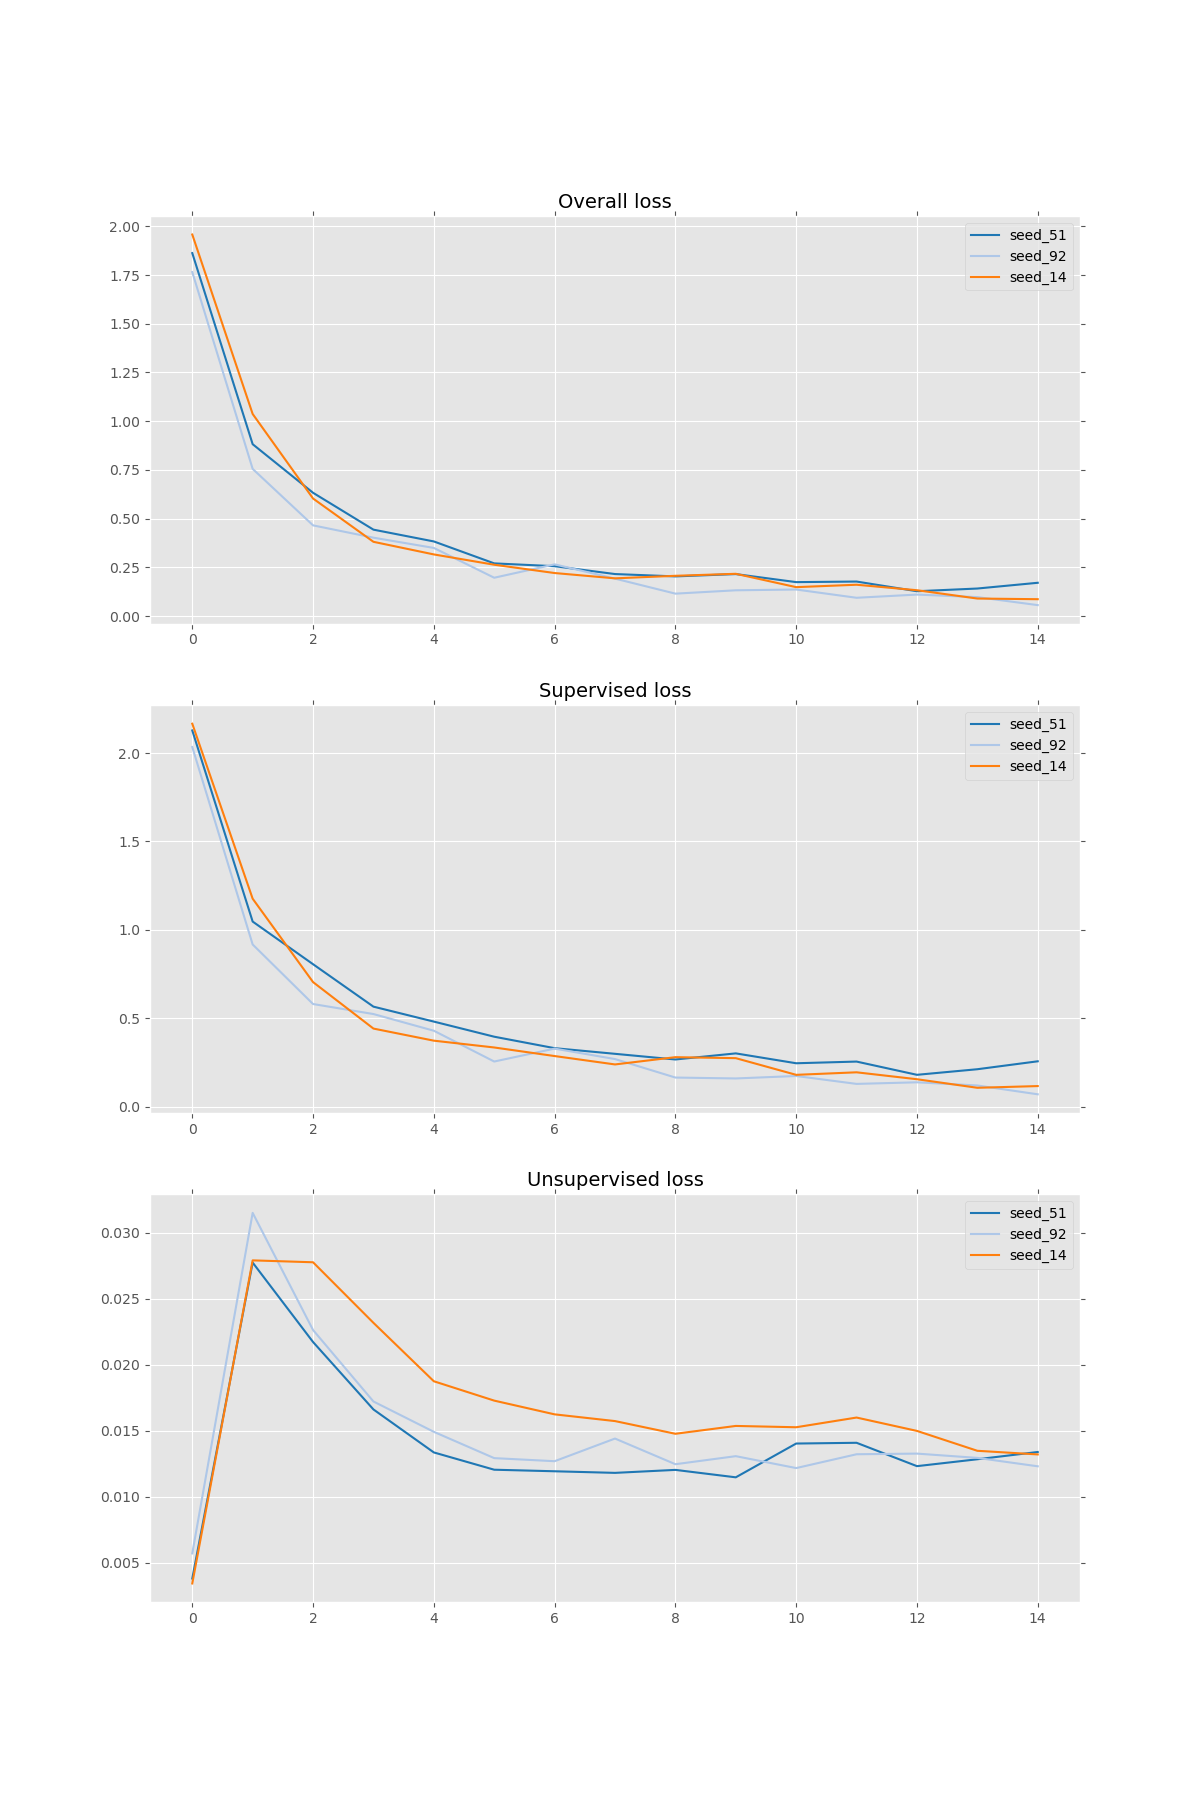 Overall loss
2.00
1.75
1.50
1.25
1.00
0.75
0.50
0.25
0.00
seed_51
seed_92
seed_14
0 2 4 6 8 10 12 14
Supervised loss
2.0
1.5
1.0
0.5
0.0
seed_51
seed_92
seed_14
0 2 4 6 8 10 12 14
Unsupervised loss
0.030
0.025
0.020
0.015
0.010
0.005
seed_51
seed_92
seed_14
0 2 4 6 8 10 12 14